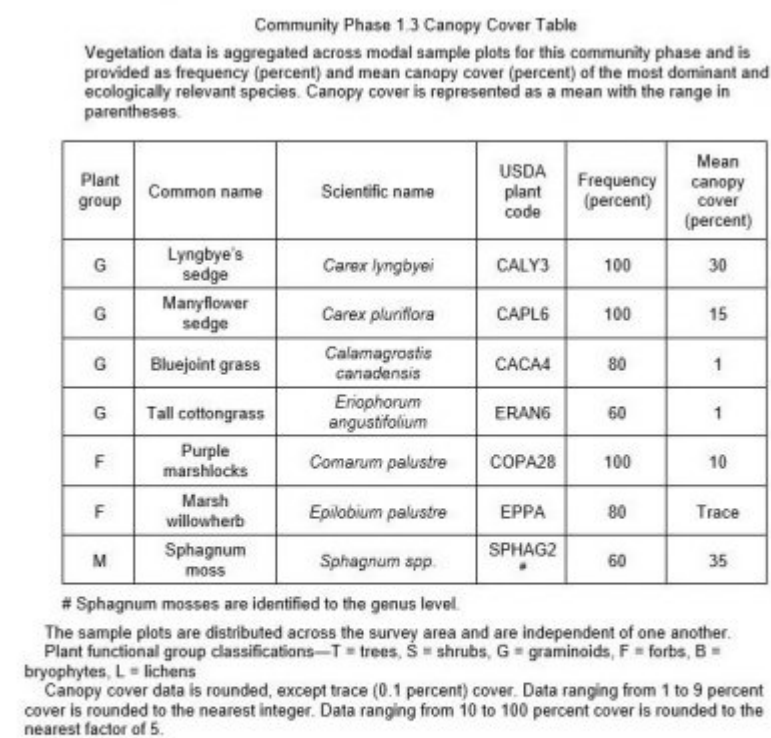 Community Phase 1.3 Canopy Cover Table
Vegetation data is aggregated across modal sample plots for this community phase and is
provided as frequency (percent) and mean canopy cover (percent) of the most dominant and
ecologically relevant species. Canopy cover is represented as a mean with the range in
parentheses.
Plant group | Common name | Scientific name | USDA plant code | Frequency (percent) | Mean canopy cover (percent)
G | Lyngbye's sedge | Carex lyngbyei | CALY3 | 100 | 30
G | Manyflower sedge | Carex pluriflora | CAPL6 | 100 | 15
G | Bluejoint grass | Calamagrostis canadensis | CACA4 | 80 | 1
G | Tall cottongrass | Eriophorum angustifolium | ERAN6 | 60 | 1
F | Purple marshlocks | Comarum palustre | COPA28 | 100 | 10
F | Marsh willowherb | Epilobium palustre | EPPA | 80 | Trace
M | Sphagnum moss | Sphagnum spp. | SPHAG2 # | 60 | 35
# Sphagnum mosses are identified to the genus level.
The sample plots are distributed across the survey area and are independent of one another.
Plant functional group classifications—T = trees, S = shrubs, G = graminoids, F = forbs, B =
bryophytes, L = lichens
Canopy cover data is rounded, except trace (0.1 percent) cover. Data ranging from 1 to 9 percent
cover is rounded to the nearest integer. Data ranging from 10 to 100 percent cover is rounded to the
nearest factor of 5.